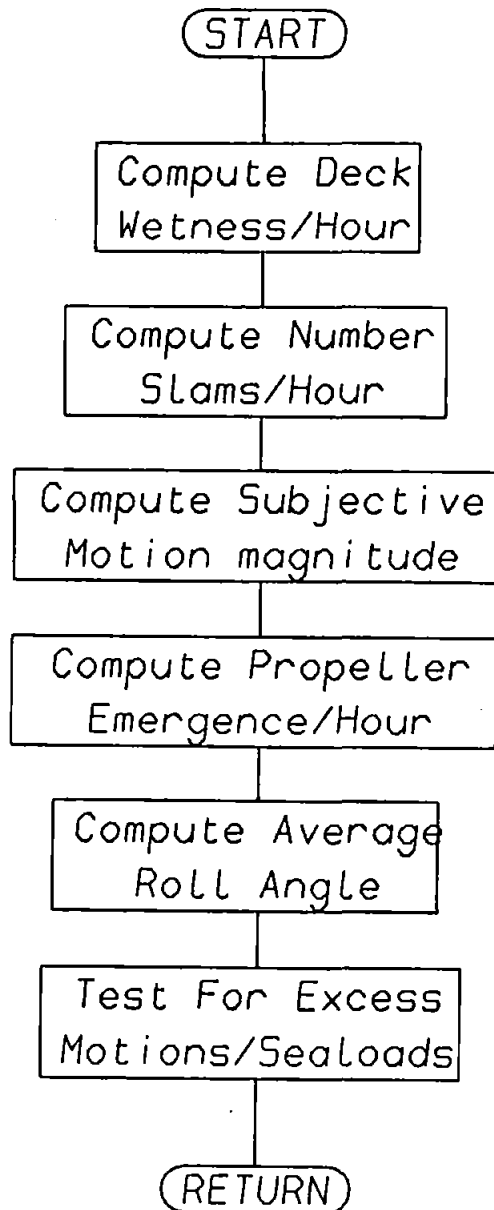 START
Compute Deck
Wetness/Hour
Compute Number
Slams/Hour
Compute Subjective
Motion magnitude
Compute Propeller
Emergence/Hour
Compute Average
Roll Angle
Test For Excess
Motions/Sealoads
RETURN